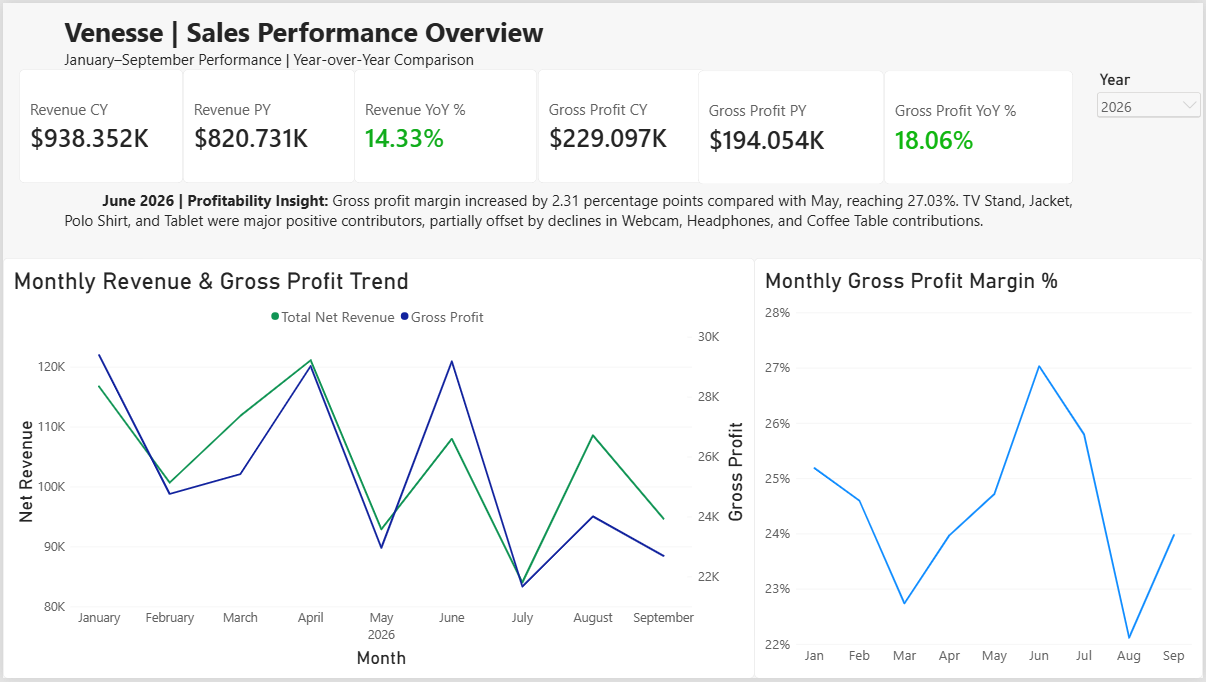 Venesse | Sales Performance Overview
January–September Performance | Year-over-Year Comparison
Year
2026
Revenue CY
$938.352K
Revenue PY
$820.731K
Revenue YoY %
14.33%
Gross Profit CY
$229.097K
Gross Profit PY
$194.054K
Gross Profit YoY %
18.06%
June 2026 | Profitability Insight: Gross profit margin increased by 2.31 percentage points compared with May, reaching 27.03%. TV Stand, Jacket,
Polo Shirt, and Tablet were major positive contributors, partially offset by declines in Webcam, Headphones, and Coffee Table contributions.
Monthly Revenue & Gross Profit Trend
Total Net Revenue Gross Profit
Net Revenue
120K
110K
100K
90K
80K
30K
28K
26K
24K
22K
Gross Profit
January February March April May June July August September
2026
Month
Monthly Gross Profit Margin %
28%
27%
26%
25%
24%
23%
22%
Jan Feb Mar Apr May Jun Jul Aug Sep